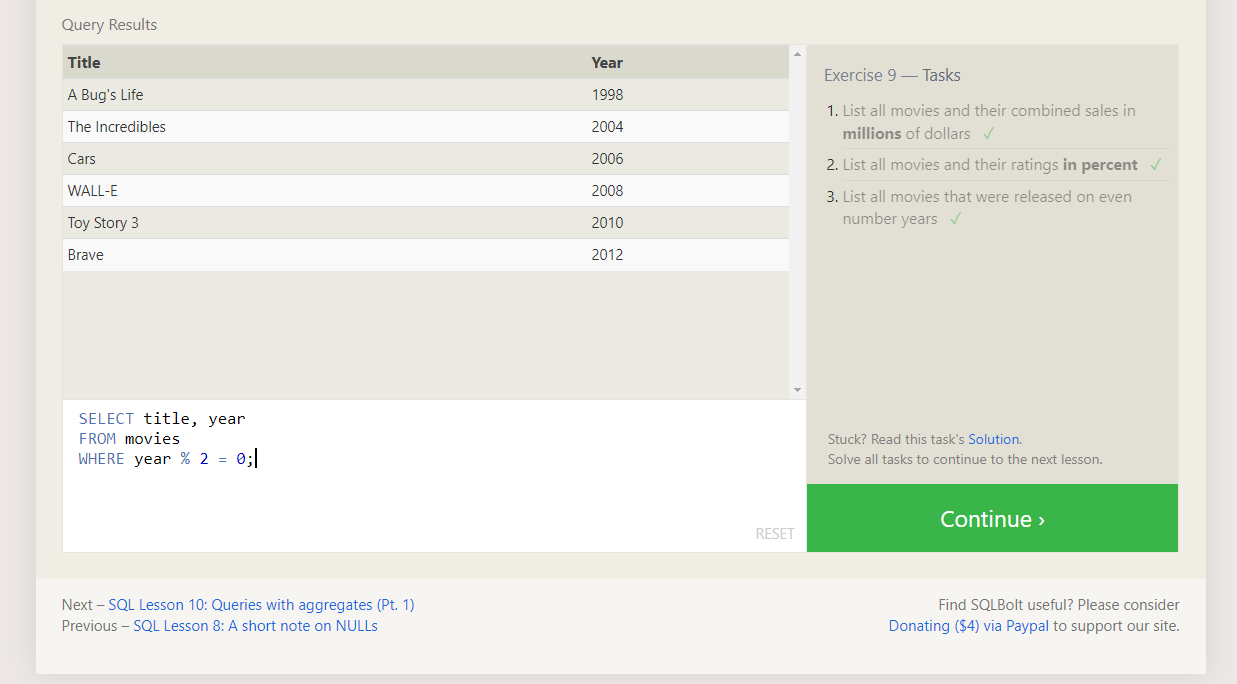 Query Results
Title Year
A Bug's Life 1998
The Incredibles 2004
Cars 2006
WALL-E 2008
Toy Story 3 2010
Brave 2012
SELECT title, year
FROM movies
WHERE year % 2 = 0;
RESET
Exercise 9 — Tasks
1. List all movies and their combined sales in
millions of dollars ✓
2. List all movies and their ratings in percent ✓
3. List all movies that were released on even
number years ✓
Stuck? Read this task's Solution.
Solve all tasks to continue to the next lesson.
Continue ›
Next – SQL Lesson 10: Queries with aggregates (Pt. 1)
Previous – SQL Lesson 8: A short note on NULLs
Find SQLBolt useful? Please consider
Donating ($4) via Paypal to support our site.